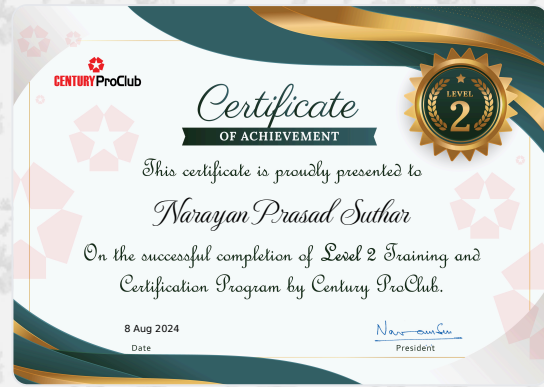 CENTURY ProClub
LEVEL
2
Certificate
OF ACHIEVEMENT
This certificate is proudly presented to
Narayan Prasad Suthar
On the successful completion of Level 2 Training and
Certification Program by Century ProClub.
8 Aug 2024
Date
President